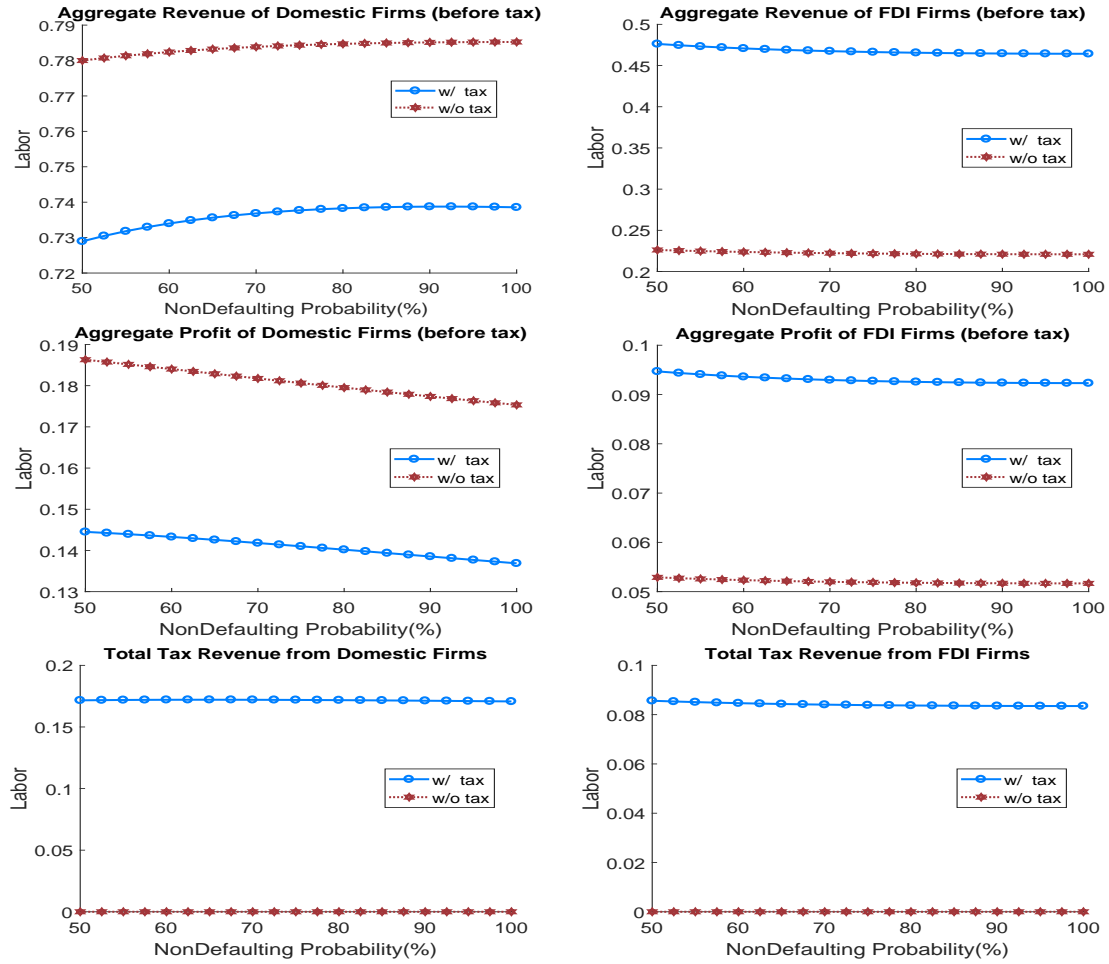 Aggregate Revenue of Domestic Firms (before tax)
0.79
0.78
0.77
0.76
0.75
0.74
0.73
0.72
Labor
w/ tax
w/o tax
50 60 70 80 90 100
NonDefaulting Probability(%)
Aggregate Revenue of FDI Firms (before tax)
0.5
0.45
0.4
0.35
0.3
0.25
0.2
Labor
w/ tax
w/o tax
50 60 70 80 90 100
NonDefaulting Probability(%)
Aggregate Profit of Domestic Firms (before tax)
0.19
0.18
0.17
0.16
0.15
0.14
0.13
Labor
w/ tax
w/o tax
50 60 70 80 90 100
NonDefaulting Probability(%)
Aggregate Profit of FDI Firms (before tax)
0.1
0.09
0.08
0.07
0.06
0.05
Labor
w/ tax
w/o tax
50 60 70 80 90 100
NonDefaulting Probability(%)
Total Tax Revenue from Domestic Firms
0.2
0.15
0.1
0.05
0
Labor
w/ tax
w/o tax
50 60 70 80 90 100
NonDefaulting Probability(%)
Total Tax Revenue from FDI Firms
0.1
0.08
0.06
0.04
0.02
0
Labor
w/ tax
w/o tax
50 60 70 80 90 100
NonDefaulting Probability(%)